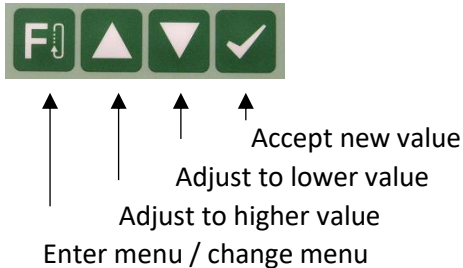 F
Accept new value
Adjust to lower value
Adjust to higher value
Enter menu / change menu